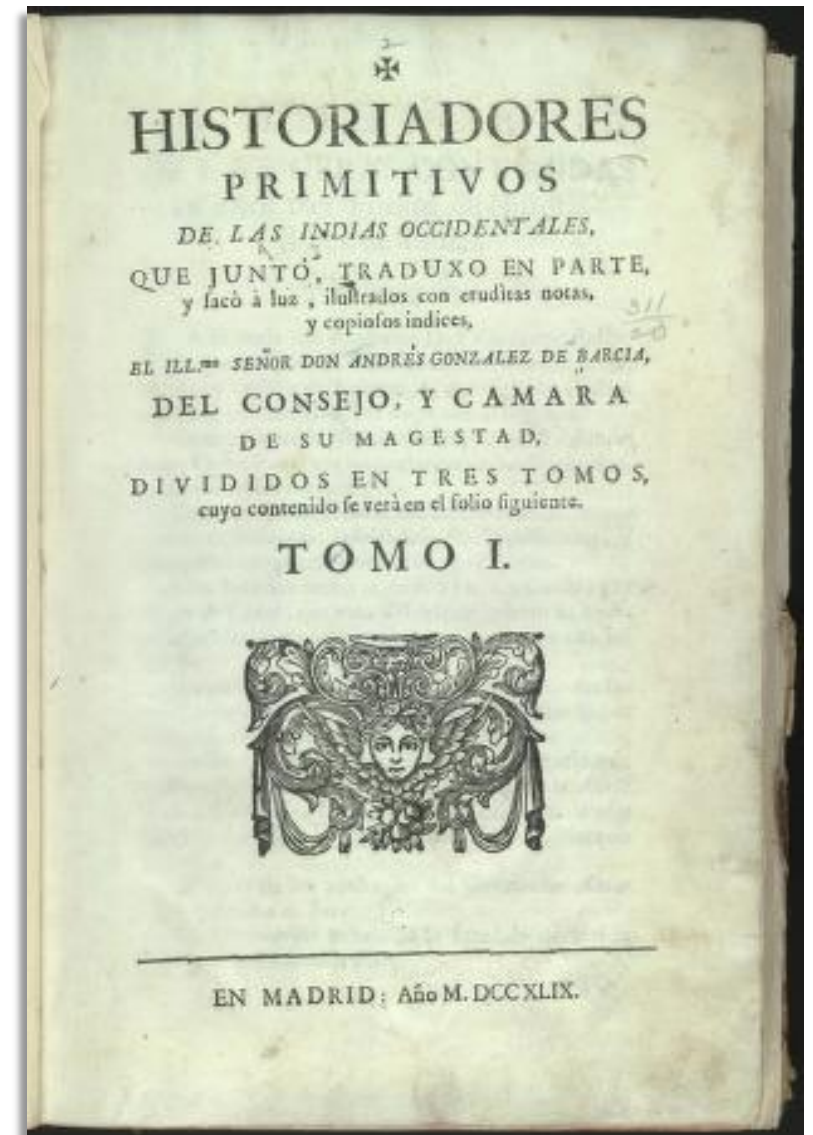 ✠
HISTORIADORES
PRIMITIVOS
DE LAS INDIAS OCCIDENTALES,
QUE JUNTÓ, TRADUXO EN PARTE,
y ſacò à luz, iluſtrados con eruditas notas,
y copioſos indices,
EL ILL.mo SEÑOR DON ANDRÉS GONZALEZ DE BARCIA,
DEL CONSEJO, Y CAMARA
DE SU MAGESTAD,
DIVIDIDOS EN TRES TOMOS,
cuyo contenido ſe verà en el folio ſiguiente.
TOMO I.
EN MADRID: Año M. DCCXLIX.